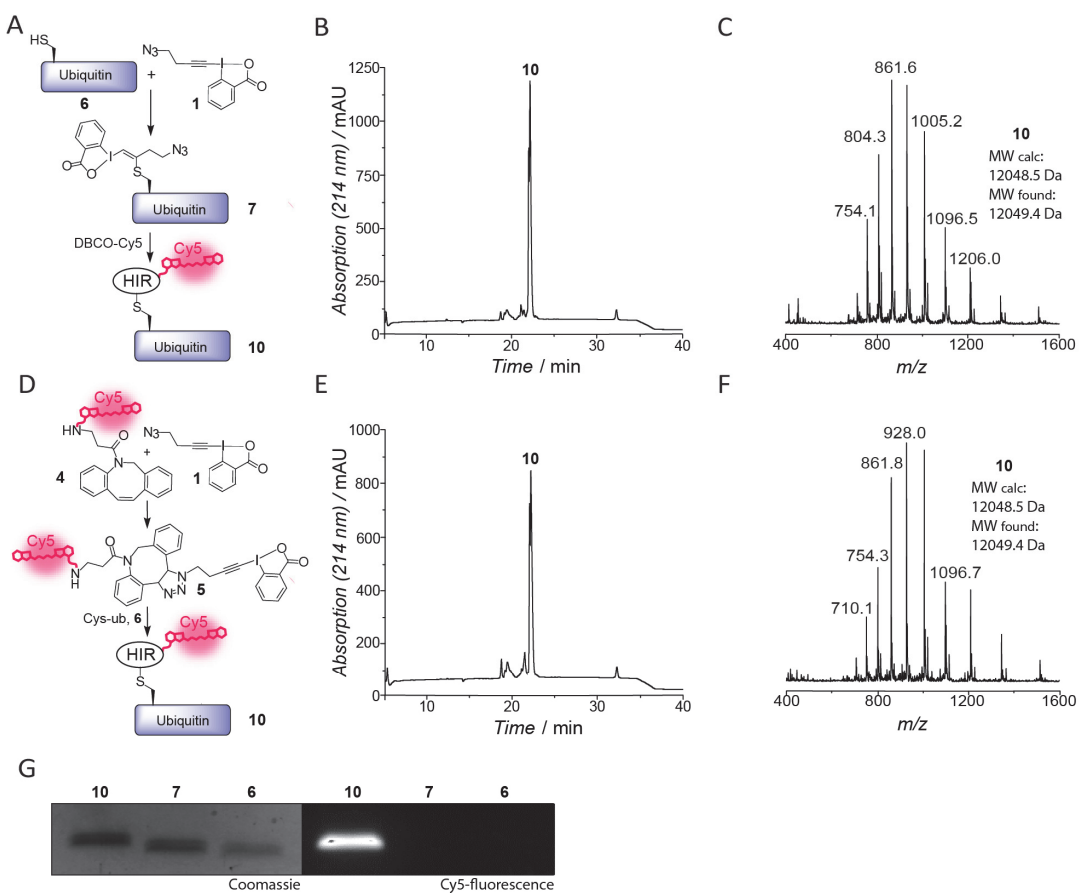 A
HS
Ubiquitin
+
6
N3
I
O
O
1
O
O
I
N3
S
Ubiquitin
7
DBCO-Cy5
Cy5
HIR
S
Ubiquitin
10
B
Absorption (214 nm) / mAU
1250
1000
750
500
250
0
10
10
20
30
40
Time / min
C
861.6
804.3
1005.2
754.1
1096.5
1206.0
10
MW calc:
12048.5 Da
MW found:
12049.4 Da
400
800
1200
1600
m/z
D
Cy5
HN
O
N
4
+
N3
I
O
O
1
Cy5
N
H
O
N
N
N
N
5
I
O
O
Cys-ub, 6
Cy5
HIR
S
Ubiquitin
10
E
Absorption (214 nm) / mAU
1000
800
600
400
200
0
10
10
20
30
40
Time / min
F
928.0
861.8
754.3
710.1
1096.7
10
MW calc:
12048.5 Da
MW found:
12049.4 Da
400
800
1200
1600
m/z
G
10 7 6 10 7 6
Coomassie
Cy5-fluorescence